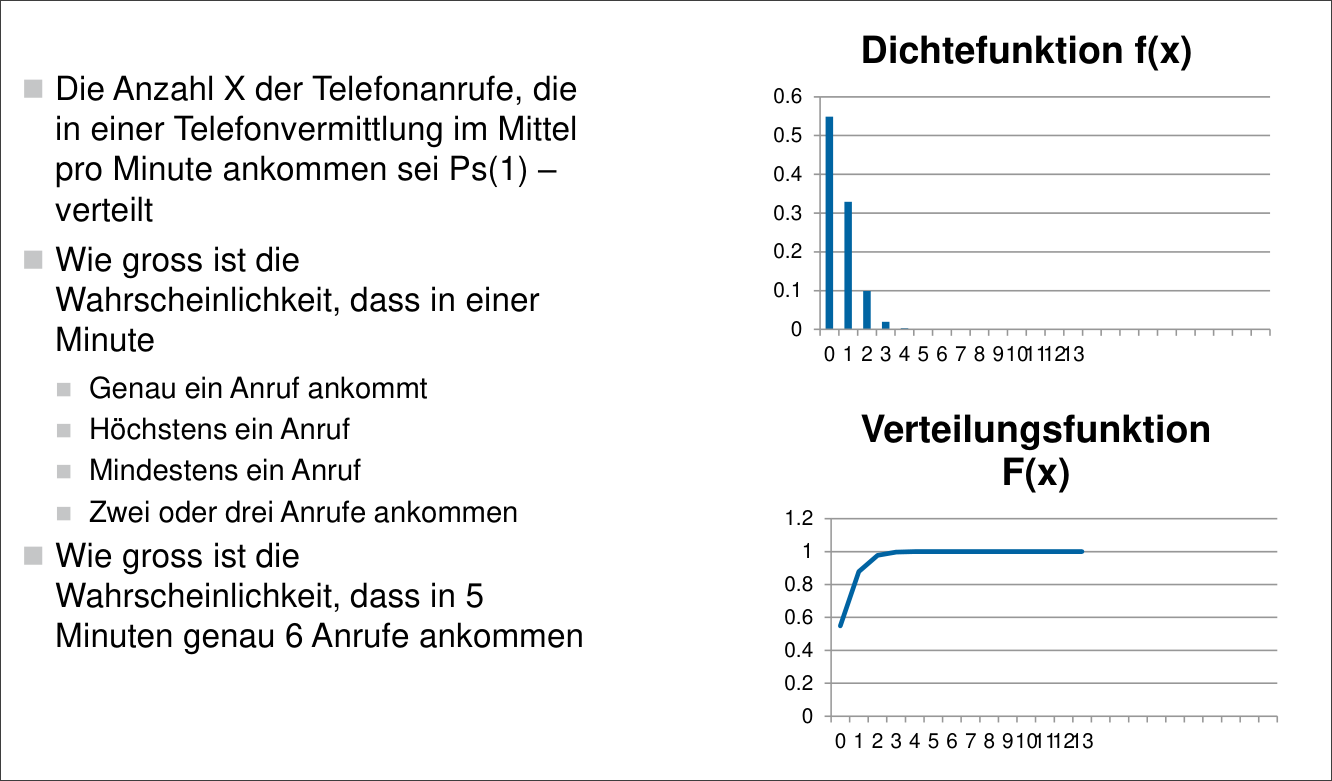 Die Anzahl X der Telefonanrufe, die
in einer Telefonvermittlung im Mittel
pro Minute ankommen sei Ps(1) –
verteilt
Wie gross ist die
Wahrscheinlichkeit, dass in einer
Minute
Genau ein Anruf ankommt
Höchstens ein Anruf
Mindestens ein Anruf
Zwei oder drei Anrufe ankommen
Wie gross ist die
Wahrscheinlichkeit, dass in 5
Minuten genau 6 Anrufe ankommen
Dichtefunktion f(x)
0.6
0.5
0.4
0.3
0.2
0.1
0
0 1 2 3 4 5 6 7 8 9 10 11 12 13
Verteilungsfunktion
F(x)
1.2
1
0.8
0.6
0.4
0.2
0
0 1 2 3 4 5 6 7 8 9 10 11 12 13